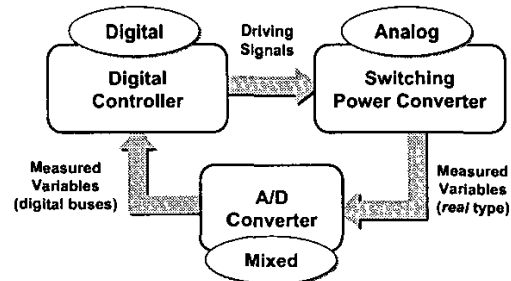 Digital
Digital
Controller
Driving
Signals
Analog
Switching
Power Converter
Measured
Variables
(digital buses)
A/D
Converter
Mixed
Measured
Variables
(real type)